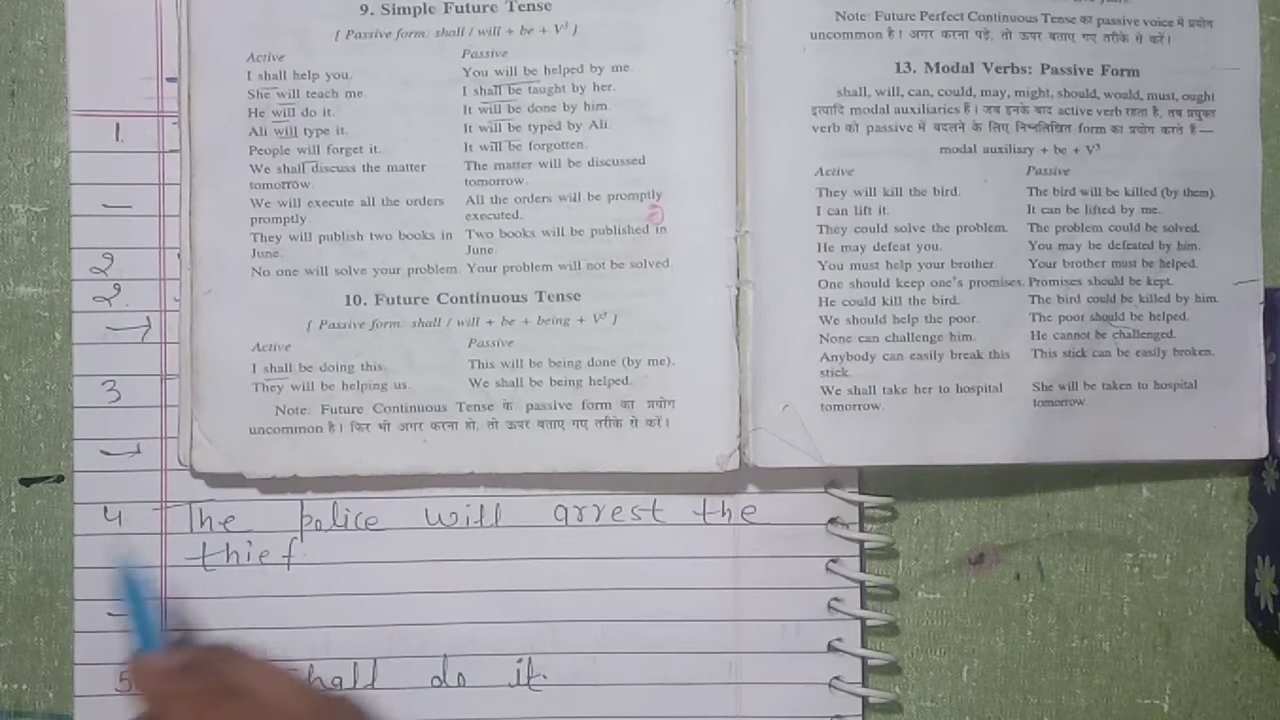 9. Simple Future Tense
[ Passive form: shall / will + be + V³ ]
Active Passive
I shall help you. You will be helped by me.
She will teach me. I shall be taught by her.
He will do it. It will be done by him.
Ali will type it. It will be typed by Ali.
People will forget it. It will be forgotten.
We shall discuss the matter The matter will be discussed
tomorrow. tomorrow.
We will execute all the orders All the orders will be promptly
promptly. executed.
They will publish two books in Two books will be published in
June. June.
No one will solve your problem. Your problem will not be solved.
10. Future Continuous Tense
[ Passive form: shall / will + be + being + V³ ]
Active Passive
I shall be doing this. This will be being done (by me).
They will be helping us. We shall be being helped.
Note: Future Continuous Tense के passive form का प्रयोग
uncommon है। फिर भी अगर करना हो, तो ऊपर बताए गए तरीके से करें।
Note: Future Perfect Continuous Tense का passive voice में प्रयोग
uncommon है। अगर करना पड़े, तो ऊपर बताए गए तरीके से करें।
13. Modal Verbs: Passive Form
shall, will, can, could, may, might, should, would, must, ought
इत्यादि modal auxiliaries हैं। जब इनके बाद active verb रहता है, तब प्रयुक्त
verb को passive में बदलने के लिए निम्नलिखित form का प्रयोग करते हैं—
modal auxiliary + be + V³
Active Passive
They will kill the bird. The bird will be killed (by them).
I can lift it. It can be lifted by me.
They could solve the problem. The problem could be solved.
He may defeat you. You may be defeated by him.
You must help your brother. Your brother must be helped.
One should keep one's promises. Promises should be kept.
He could kill the bird. The bird could be killed by him.
We should help the poor. The poor should be helped.
None can challenge him. He cannot be challenged.
Anybody can easily break this This stick can be easily broken.
stick.
We shall take her to hospital She will be taken to hospital
tomorrow. tomorrow.
1.
2
2.
3
4 The police will arrest the
thief
5 shall do it.